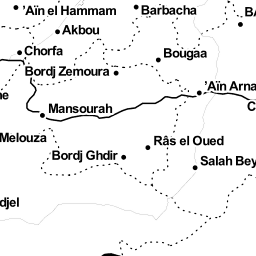 'Aïn el Hammam
Barbacha
Akbou
Chorfa
Bougaa
Bordj Zemoura
'Aïn Arna
Mansourah
Melouza
Râs el Oued
Bordj Ghdir
Salah Bey
djel